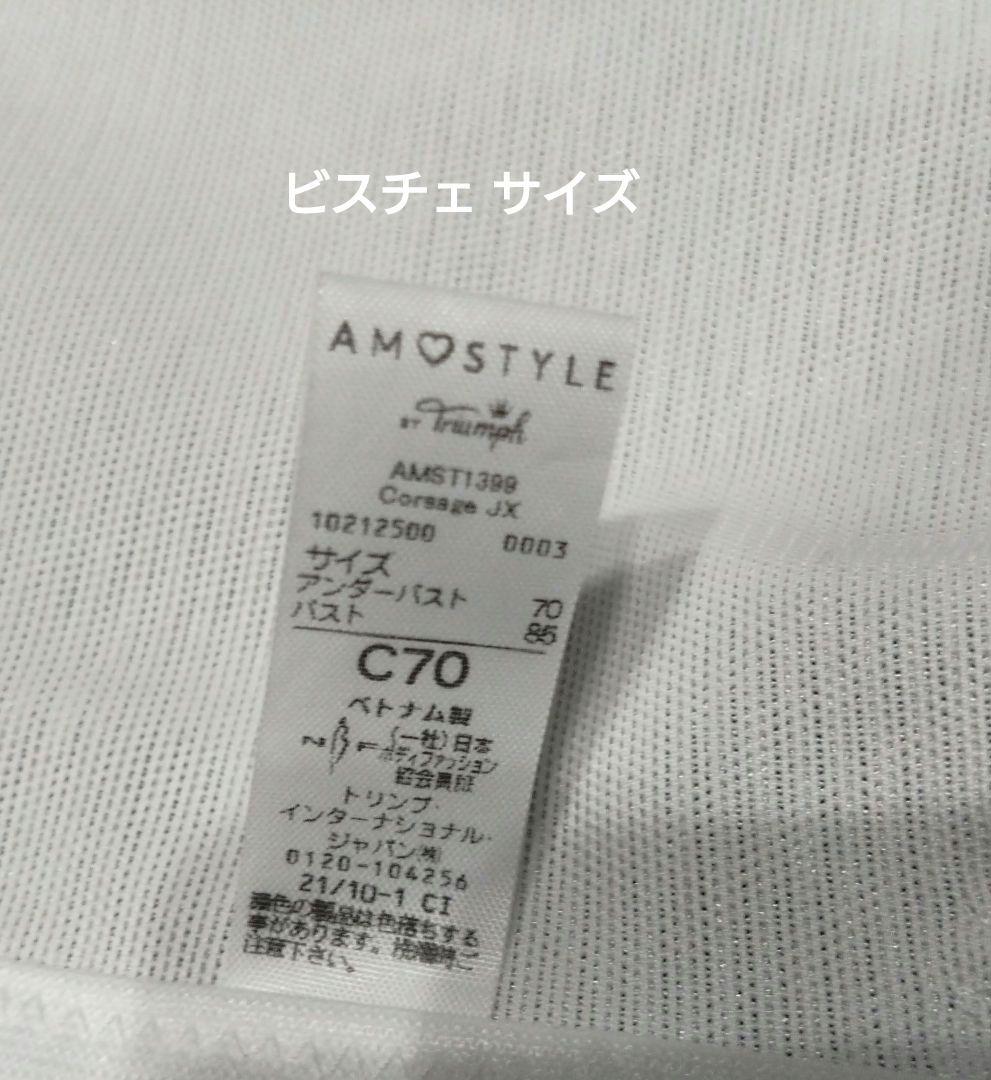 ビスチェ サイズ
AMOSTYLE
BY Triumph
AMST1399
Corsage JX
10212500 0003
サイズ
アンダーバスト 70
バスト 85
C70
ベトナム製
(一社)日本
ボディファッション
協会員証
トリンプ・
インターナショナル・
ジャパン㈱
0120-104256
21/10-1 CI
濃色の製品は色落ちする
事があります。洗濯時ご
注意下さい。